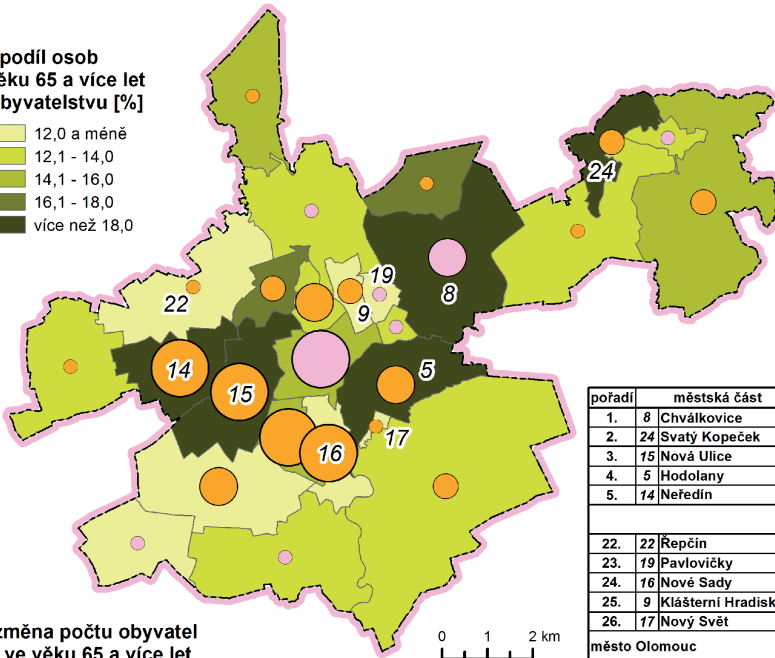 podíl osob
věku 65 a více let
obyvatelstvu [%]
12,0 a méně
12,1 - 14,0
14,1 - 16,0
16,1 - 18,0
více než 18,0
24
19
8
22
9
14
15
5
17
16
pořadí městská část
1. 8 Chválkovice
2. 24 Svatý Kopeček
3. 15 Nová Ulice
4. 5 Hodolany
5. 14 Neředín
22. 22 Řepčín
23. 19 Pavlovičky
24. 16 Nové Sady
25. 9 Klášterní Hradisk
26. 17 Nový Svět
město Olomouc
změna počtu obyvatel
ve věku 65 a více let
0 1 2 km